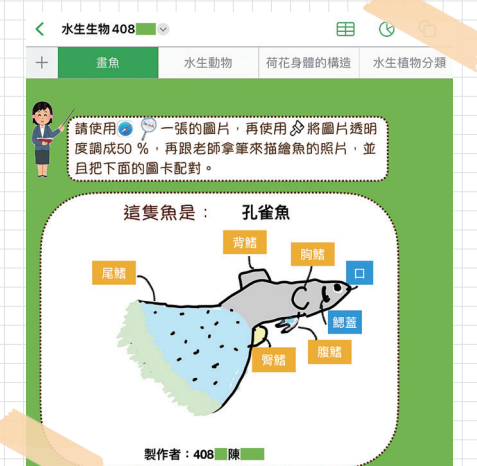 水生生物 408
畫魚
水生動物
荷花身體的構造
水生植物分類
請使用 一張的圖片，再使用 將圖片透明
度調成50 %，再跟老師拿筆來描繪魚的照片，並
且把下面的圖卡配對。
這隻魚是： 孔雀魚
背鰭
胸鰭
尾鰭
口
鰓蓋
腹鰭
臀鰭
製作者：408 陳